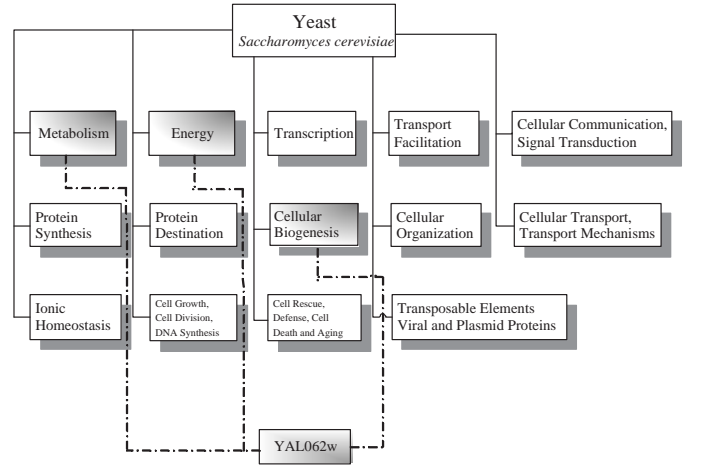 Yeast
Saccharomyces cerevisiae
Metabolism
Energy
Transcription
Transport
Facilitation
Cellular Communication,
Signal Transduction
Protein
Synthesis
Protein
Destination
Cellular
Biogenesis
Cellular
Organization
Cellular Transport,
Transport Mechanisms
Ionic
Homeostasis
Cell Growth,
Cell Division,
DNA Synthesis
Cell Rescue,
Defense, Cell
Death and Aging
Transposable Elements
Viral and Plasmid Proteins
YAL062w